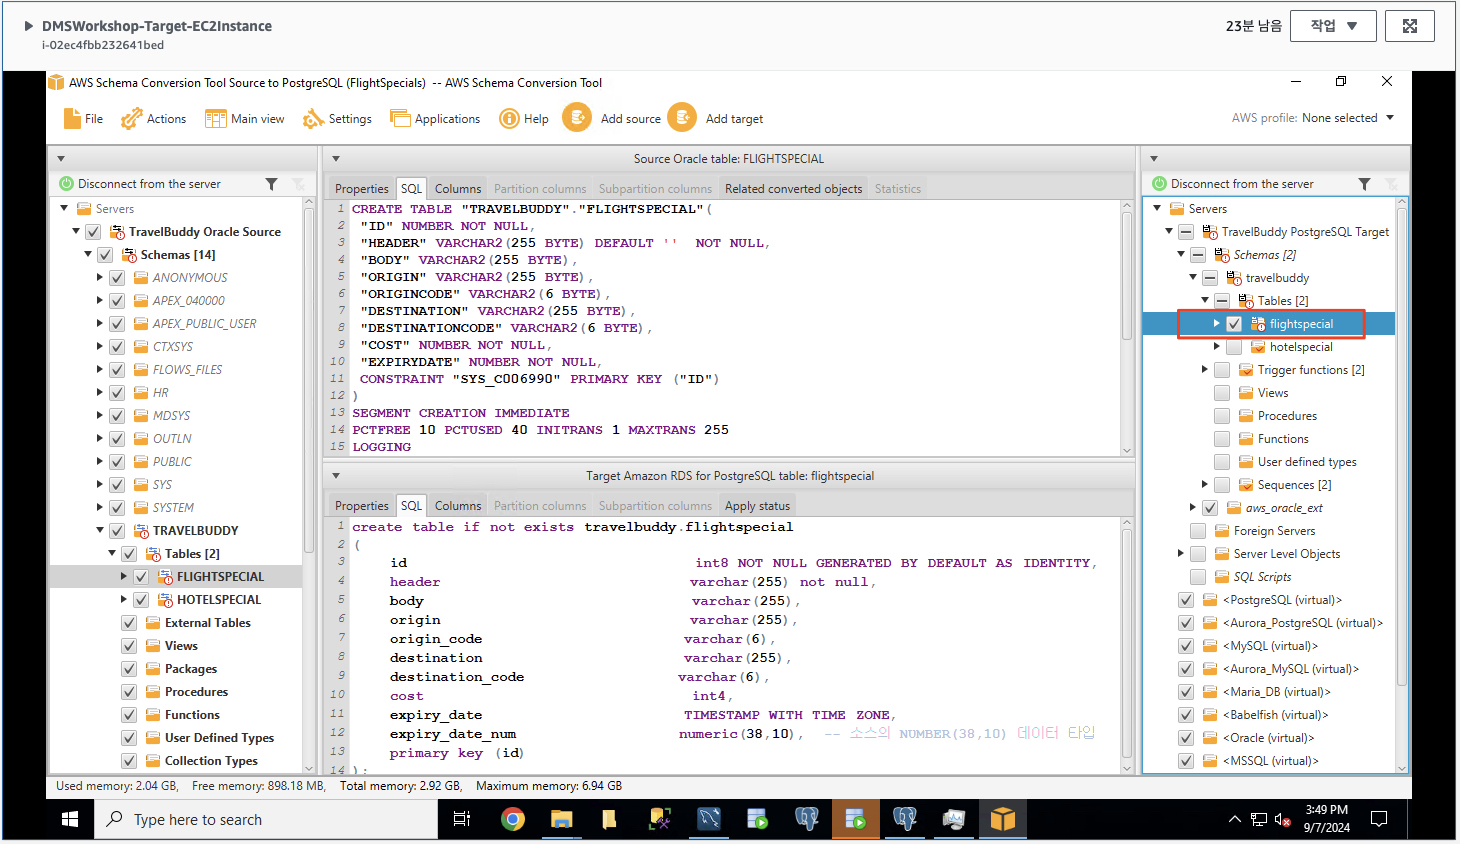 DMSWorkshop-Target-EC2Instance
i-02ec4fbb232641bed
23분 남음
작업
AWS Schema Conversion Tool Source to PostgreSQL (FlightSpecials) -- AWS Schema Conversion Tool
File
Actions
Main view
Settings
Applications
Help
Add source
Add target
AWS profile: None selected
Disconnect from the server
Servers
TravelBuddy Oracle Source
Schemas [14]
ANONYMOUS
APEX_040000
APEX_PUBLIC_USER
CTXSYS
FLOWS_FILES
HR
MDSYS
OUTLN
PUBLIC
SYS
SYSTEM
TRAVELBUDDY
Tables [2]
FLIGHTSPECIAL
HOTELSPECIAL
External Tables
Views
Packages
Procedures
Functions
User Defined Types
Collection Types
Source Oracle table: FLIGHTSPECIAL
Properties SQL Columns Partition columns Subpartition columns Related converted objects Statistics
1 CREATE TABLE "TRAVELBUDDY"."FLIGHTSPECIAL"(
2 "ID" NUMBER NOT NULL,
3 "HEADER" VARCHAR2(255 BYTE) DEFAULT '' NOT NULL,
4 "BODY" VARCHAR2(255 BYTE),
5 "ORIGIN" VARCHAR2(255 BYTE),
6 "ORIGINCODE" VARCHAR2(6 BYTE),
7 "DESTINATION" VARCHAR2(255 BYTE),
8 "DESTINATIONCODE" VARCHAR2(6 BYTE),
9 "COST" NUMBER NOT NULL,
10 "EXPIRYDATE" NUMBER NOT NULL,
11 CONSTRAINT "SYS_C006990" PRIMARY KEY ("ID")
12 )
13 SEGMENT CREATION IMMEDIATE
14 PCTFREE 10 PCTUSED 40 INITRANS 1 MAXTRANS 255
15 LOGGING
Target Amazon RDS for PostgreSQL table: flightspecial
Properties SQL Columns Partition columns Subpartition columns Apply status
1 create table if not exists travelbuddy.flightspecial
2 (
3 id int8 NOT NULL GENERATED BY DEFAULT AS IDENTITY,
4 header varchar(255) not null,
5 body varchar(255),
6 origin varchar(255),
7 origin_code varchar(6),
8 destination varchar(255),
9 destination_code varchar(6),
10 cost int4,
11 expiry_date TIMESTAMP WITH TIME ZONE,
12 expiry_date_num numeric(38,10), -- 소스의 NUMBER(38,10) 데이터 타입
13 primary key (id)
14 );
Disconnect from the server
Servers
TravelBuddy PostgreSQL Target
Schemas [2]
travelbuddy
Tables [2]
flightspecial
hotelspecial
Trigger functions [2]
Views
Procedures
Functions
User defined types
Sequences [2]
aws_oracle_ext
Foreign Servers
Server Level Objects
SQL Scripts
<PostgreSQL (virtual)>
<Aurora_PostgreSQL (virtual)>
<MySQL (virtual)>
<Aurora_MySQL (virtual)>
<Maria_DB (virtual)>
<Babelfish (virtual)>
<Oracle (virtual)>
<MSSQL (virtual)>
Used memory: 2.04 GB, Free memory: 898.18 MB, Total memory: 2.92 GB, Maximum memory: 6.94 GB
Type here to search
3:49 PM
9/7/2024